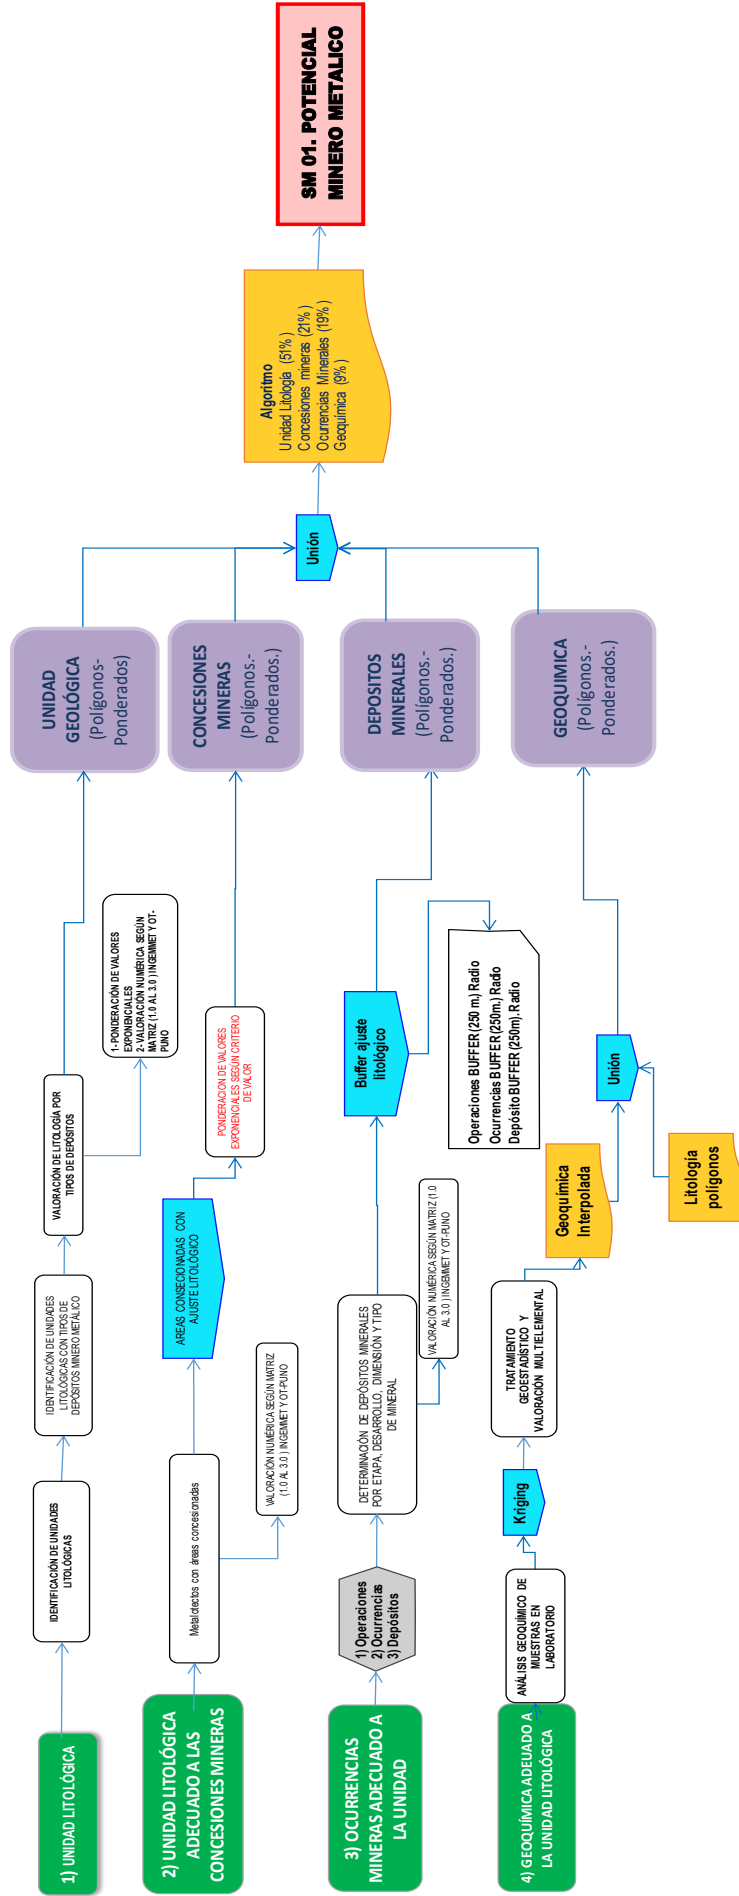 1) UNIDAD LITOLÓGICA
IDENTIFICACIÓN DE UNIDADES
LITOLÓGICAS
IDENTIFICACIÓN DE UNIDADES
LITOLÓGICAS CON TIPOS DE
DEPÓSITOS MINERO METÁLICO
VALORACIÓN DE LITOLOGÍA POR
TIPOS DE DEPÓSITOS
1-PONDERACIÓN DE VALORES
EXPONENCIALES
2-VALORACIÓN NUMÉRICA SEGÚN
MATRIZ (1.0 AL 3.0 ) INGEMMET Y OT-
PUNO
UNIDAD
GEOLÓGICA
(Polígonos-
Ponderados)
2) UNIDAD LITOLÓGICA
ADECUADO A LAS
CONCESIONES MINERAS
Metalotectos con áreas concesionadas
VALORACIÓN NUMÉRICA SEGÚN MATRIZ
(1.0 AL 3.0 ) INGEMMET Y OT-PUNO
AREAS CONSECIONADAS CON
AJUSTE LITOLÓGICO
PONDERACION DE VALORES
EXPONENCIALES SEGÚN CRITERIO
DE VALOR
CONCESIONES
MINERAS
(Polígonos.-
Ponderados.)
3) OCURRENCIAS
MINERAS ADECUADO A
LA UNIDAD
1) Operaciones
2) Ocurrencias
3) Depósitos
DETERMINACIÓN DE DEPÓSITOS MINERALES
POR ETAPA, DESARROLLO, DIMENSIÓN Y TIPO
DE MINERAL
VALORACIÓN NUMÉRICA SEGÚN MATRIZ (1.0
AL 3.0 ) INGEMMET Y OT-PUNO
Buffer ajuste
litológico
Operaciones BUFFER (250 m.) Radio
Ocurrencias BUFFER (250m.) Radio
Depósito BUFFER (250m). Radio
DEPOSITOS
MINERALES
(Polígonos.-
Ponderados.)
4) GEOQUÍMICA ADEUADO A
LA UNIDAD LITOLÓGICA
ANÁLISIS GEOQUÍMICO DE
MUESTRAS EN
LABORATORIO
Kriging
TRATAMIENTO
GEOESTADÍSTICO Y
VALORACIÓN MULTIELEMENTAL
Geoquímica
Interpolada
Litología
polígonos
Unión
GEOQUIMICA
(Polígonos.-
Ponderados.)
Unión
Algoritmo
Unidad Litología (51% )
Concesiones mineras (21% )
Ocurrencias Minerales (19% )
Geoquímica (9% )
SM 01. POTENCIAL
MINERO METALICO